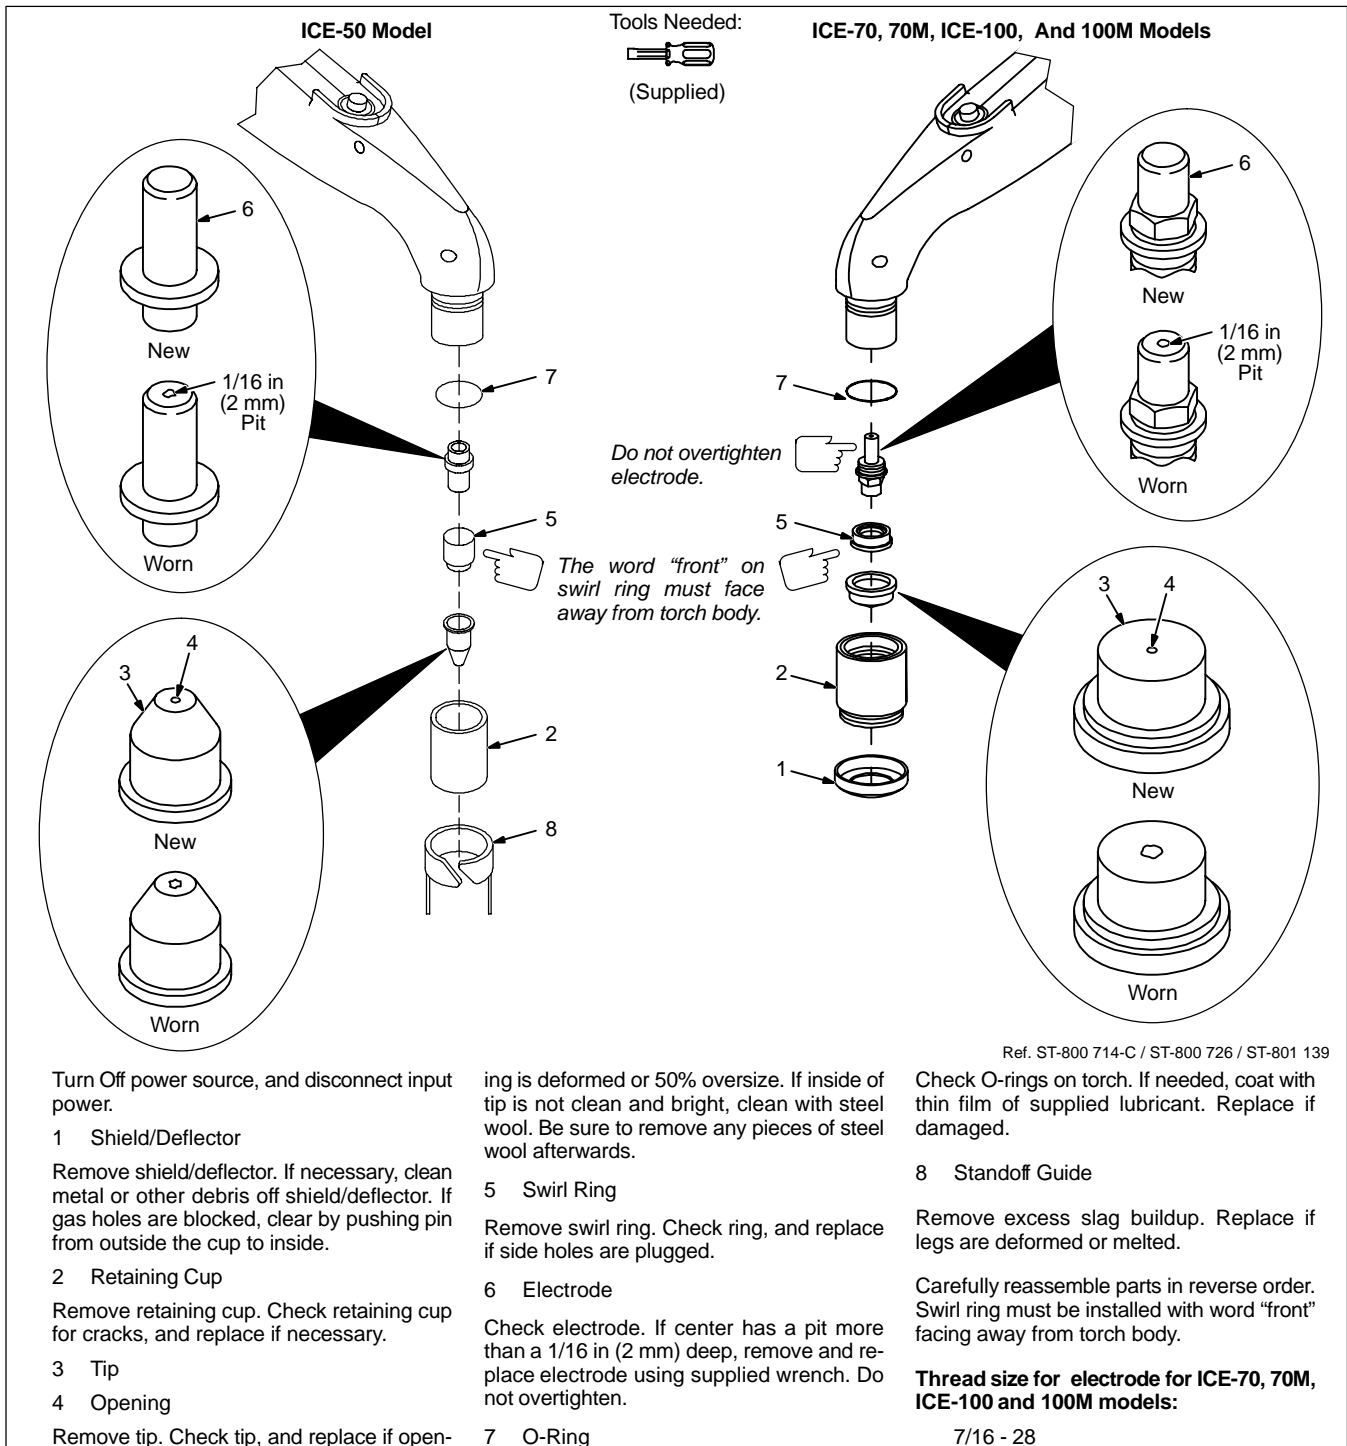 ICE-50 Model
Tools Needed:
(Supplied)
ICE-70, 70M, ICE-100, And 100M Models
6
New
1/16 in
(2 mm)
Pit
Worn
7
5
The word “front” on
swirl ring must face
away from torch body.
3
4
New
Worn
2
8
6
New
1/16 in
(2 mm)
Pit
Worn
7
Do not overtighten
electrode.
5
2
1
3
4
New
Worn
Ref. ST-800 714-C / ST-800 726 / ST-801 139
Turn Off power source, and disconnect input
power.
1 Shield/Deflector
Remove shield/deflector. If necessary, clean
metal or other debris off shield/deflector. If
gas holes are blocked, clear by pushing pin
from outside the cup to inside.
2 Retaining Cup
Remove retaining cup. Check retaining cup
for cracks, and replace if necessary.
3 Tip
4 Opening
Remove tip. Check tip, and replace if open-
ing is deformed or 50% oversize. If inside of
tip is not clean and bright, clean with steel
wool. Be sure to remove any pieces of steel
wool afterwards.
5 Swirl Ring
Remove swirl ring. Check ring, and replace
if side holes are plugged.
6 Electrode
Check electrode. If center has a pit more
than a 1/16 in (2 mm) deep, remove and re-
place electrode using supplied wrench. Do
not overtighten.
7 O-Ring
Check O-rings on torch. If needed, coat with
thin film of supplied lubricant. Replace if
damaged.
8 Standoff Guide
Remove excess slag buildup. Replace if
legs are deformed or melted.
Carefully reassemble parts in reverse order.
Swirl ring must be installed with word “front”
facing away from torch body.
Thread size for electrode for ICE-70, 70M,
ICE-100 and 100M models:
7/16 - 28